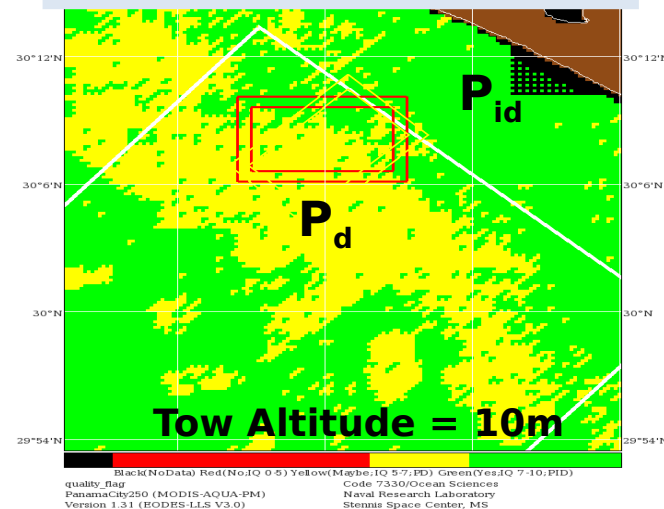 30°12'N
P id
30°6'N
30°6'N
P d
30°N
30°N
Tow Altitude = 10m
29°54'N
29°54'N
Black(NoData) Red(No;IQ 0-5) Yellow(Maybe;IQ 5-7;PD) Green(Yes;IQ 7-10;PID)
quality_flag Code 7330/Ocean Sciences
PanamaCity250 (MODIS-AQUA-PM) Naval Research Laboratory
Version 1.31 (EODES-LLS V3.0) Stennis Space Center, MS